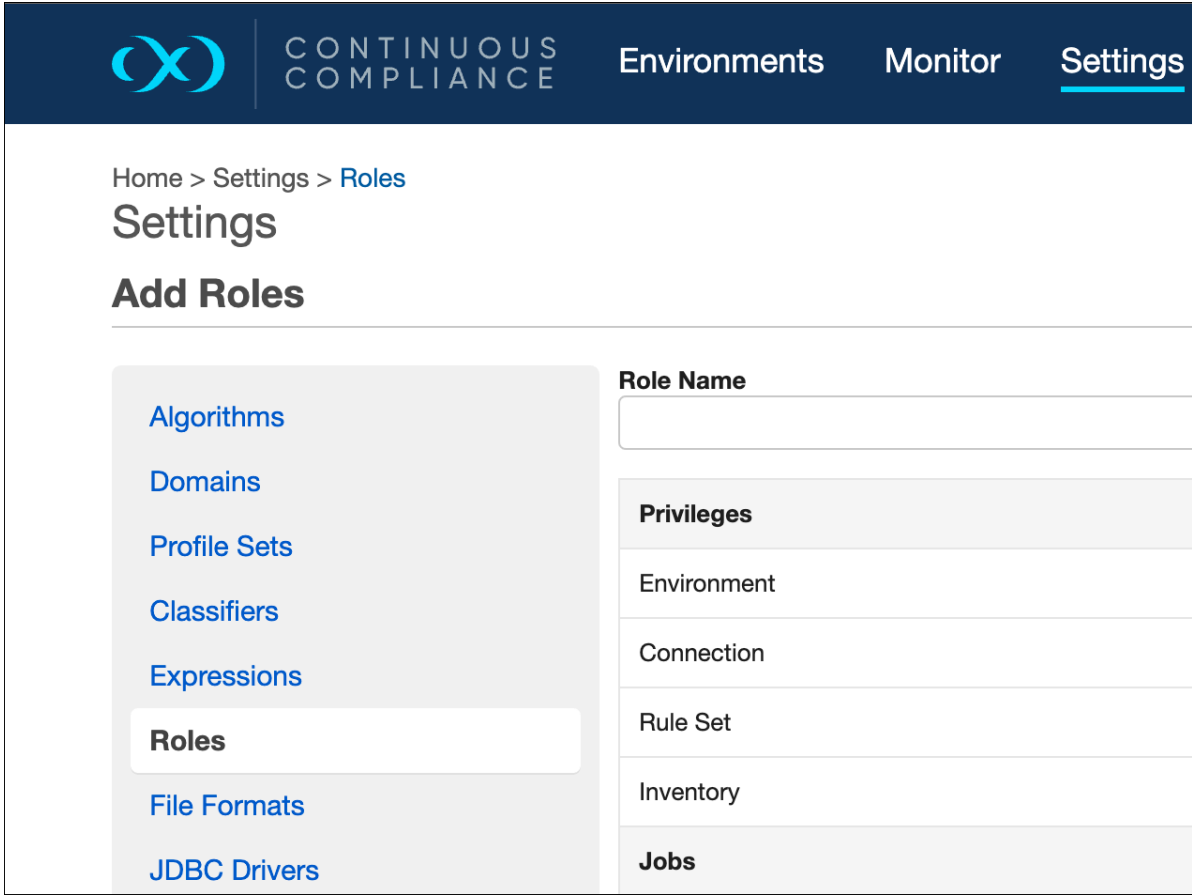 CONTINUOUS
COMPLIANCE
Environments
Monitor
Settings
Home > Settings > Roles
Settings
Add Roles
Algorithms
Domains
Profile Sets
Classifiers
Expressions
Roles
File Formats
JDBC Drivers
Role Name
Privileges
Environment
Connection
Rule Set
Inventory
Jobs